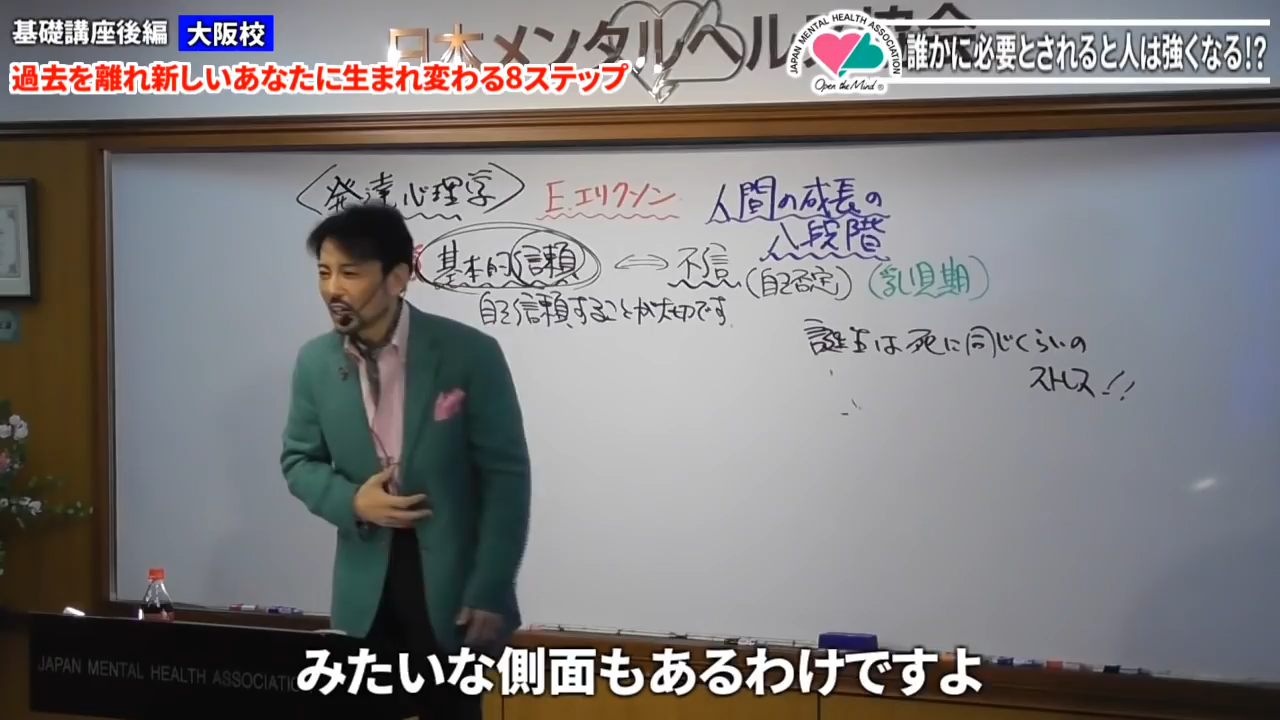 基礎講座後編 大阪校
過去を離れ新しいあなたに生まれ変わる8ステップ
日本メンタルヘルス協会
JAPAN MENTAL HEALTH ASSOCIATION
Open the Mind
誰かに必要とされると人は強くなる!?
〈発達心理学〉 E.エリクソン 人間の成長の
八段階
基本的信頼 ⇔ 不信(自己否定)(乳児期)
自己信頼することが大切です
誕生は死に同じくらいの
ストレス!!
JAPAN MENTAL HEALTH ASSOCIATION
みたいな側面もあるわけですよ